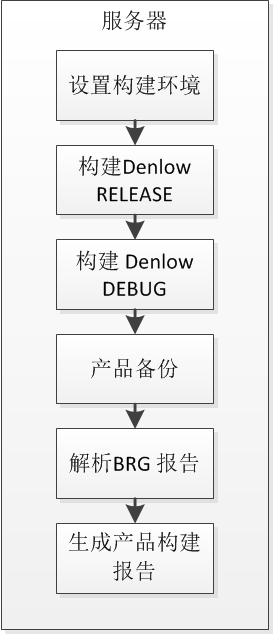 服务器
设置构建环境
构建Denlow
RELEASE
构建 Denlow
DEBUG
产品备份
解析BRG 报告
生成产品构建
报告